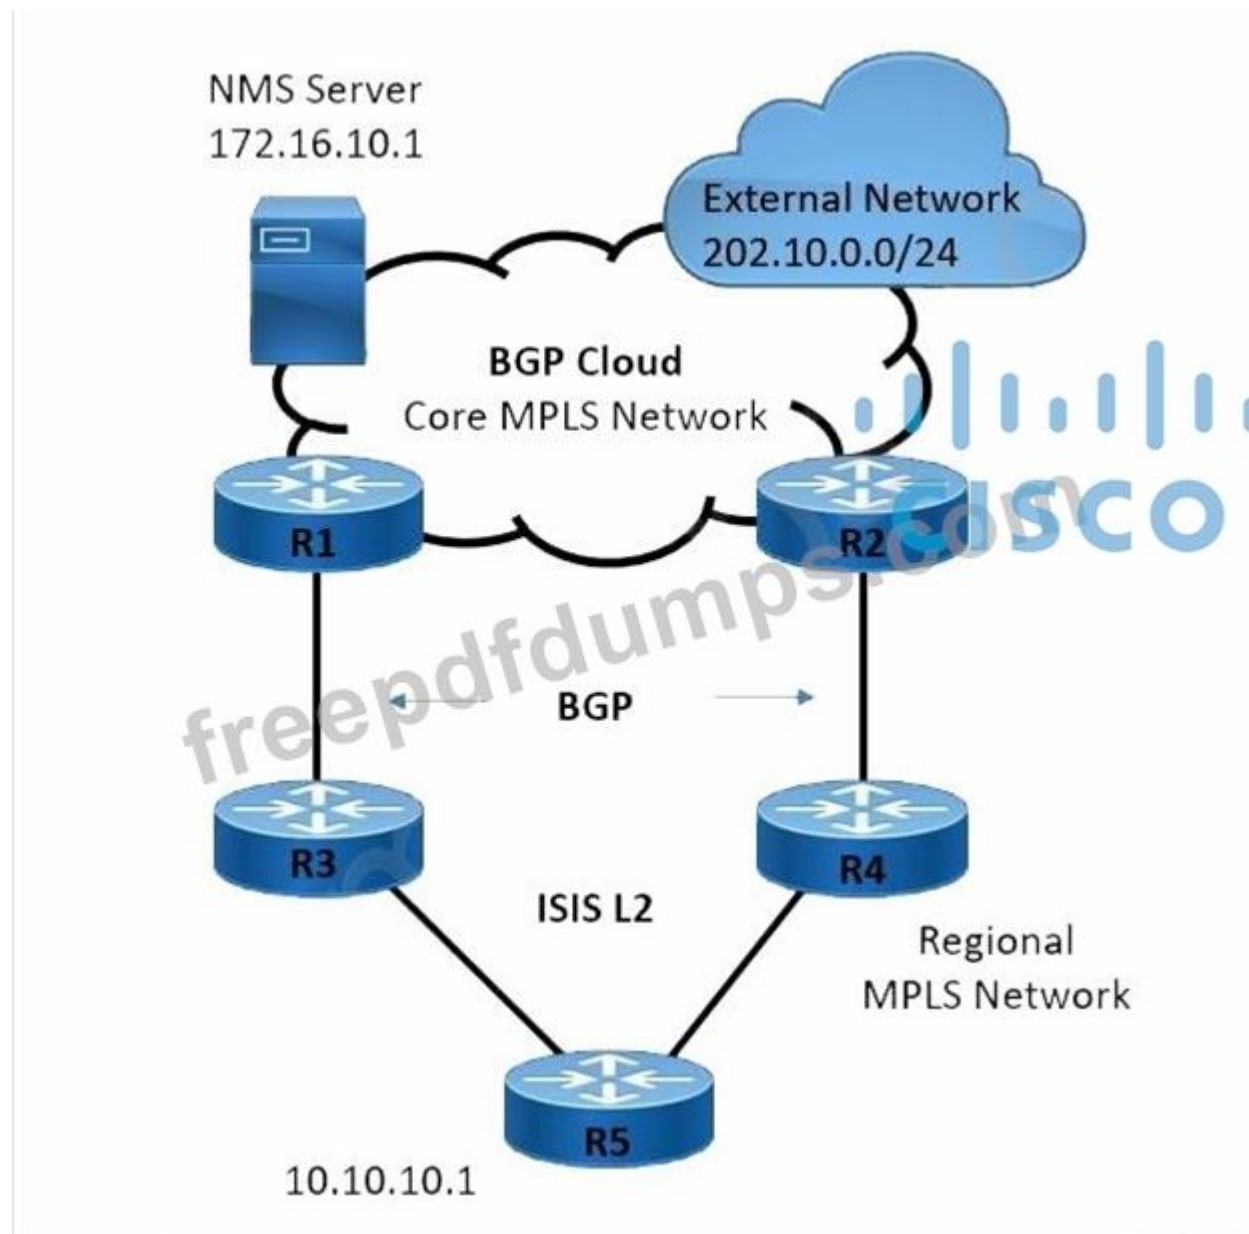 NMS Server
172.16.10.1
External Network
202.10.0.0/24
BGP Cloud
Core MPLS Network
CISCO
R1
R2
freepdfdumps.com
BGP
R3
R4
ISIS L2
Regional
MPLS Network
R5
10.10.10.1